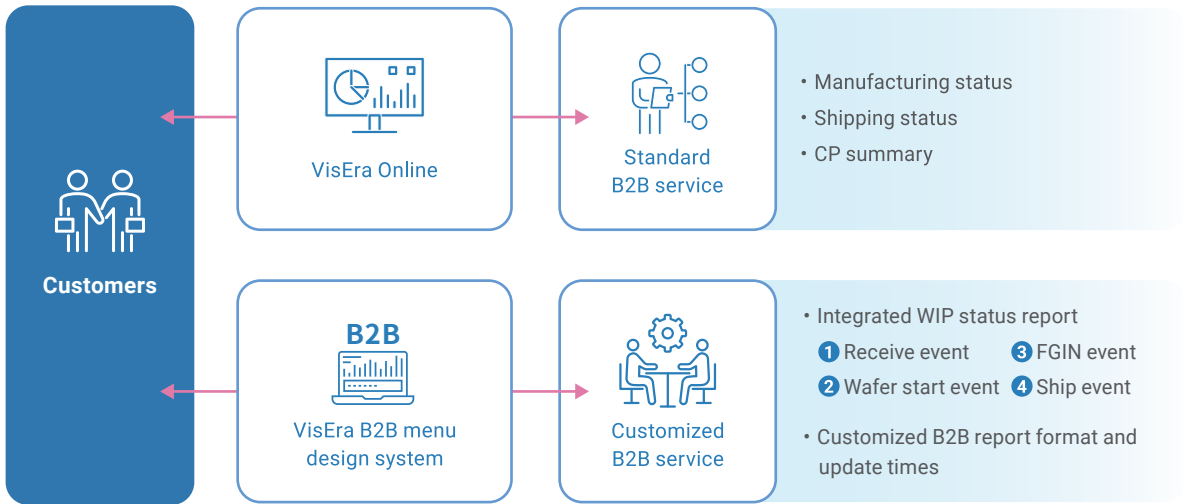 Customers
VisEra Online
Standard
B2B service
• Manufacturing status
• Shipping status
• CP summary
B2B
VisEra B2B menu
design system
Customized
B2B service
• Integrated WIP status report
1 Receive event
3 FGIN event
2 Wafer start event
4 Ship event
• Customized B2B report format and
update times